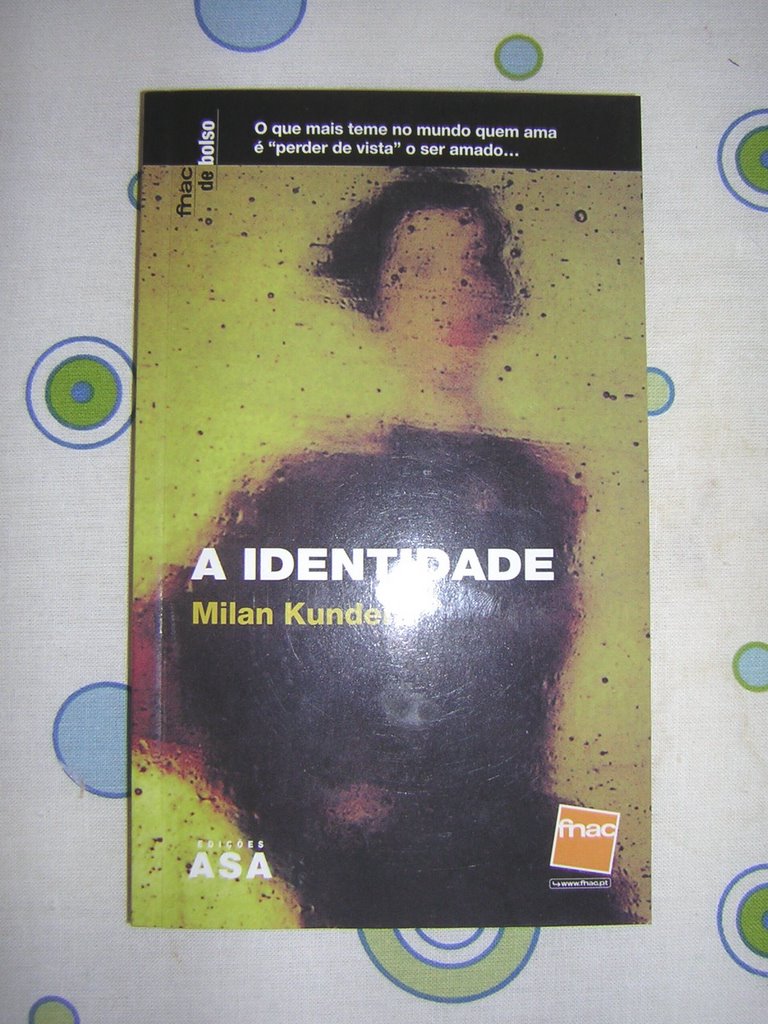 O que mais teme no mundo quem ama
é “perder de vista” o ser amado...
fnac
de bolso
A IDENTIDADE
Milan
EDIÇÕES
ASA
fnac
www.fnac.pt